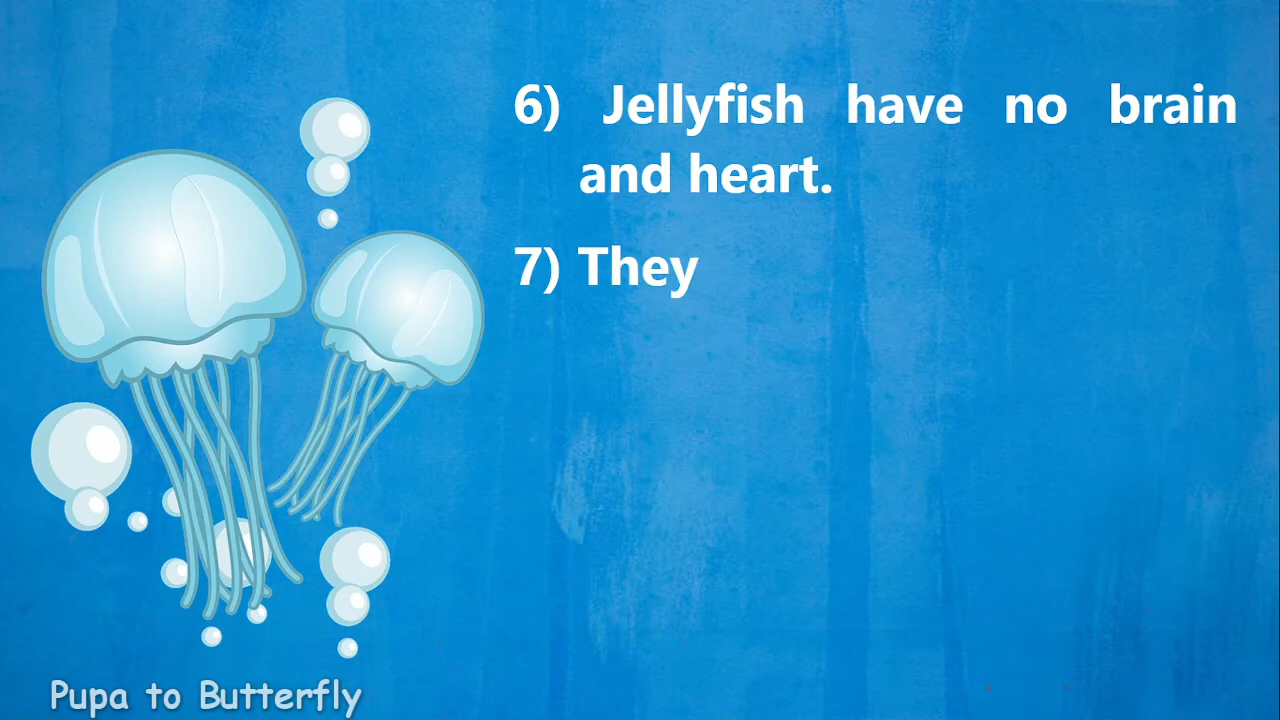 6) Jellyfish have no brain
and heart.
7) They
Pupa to Butterfly